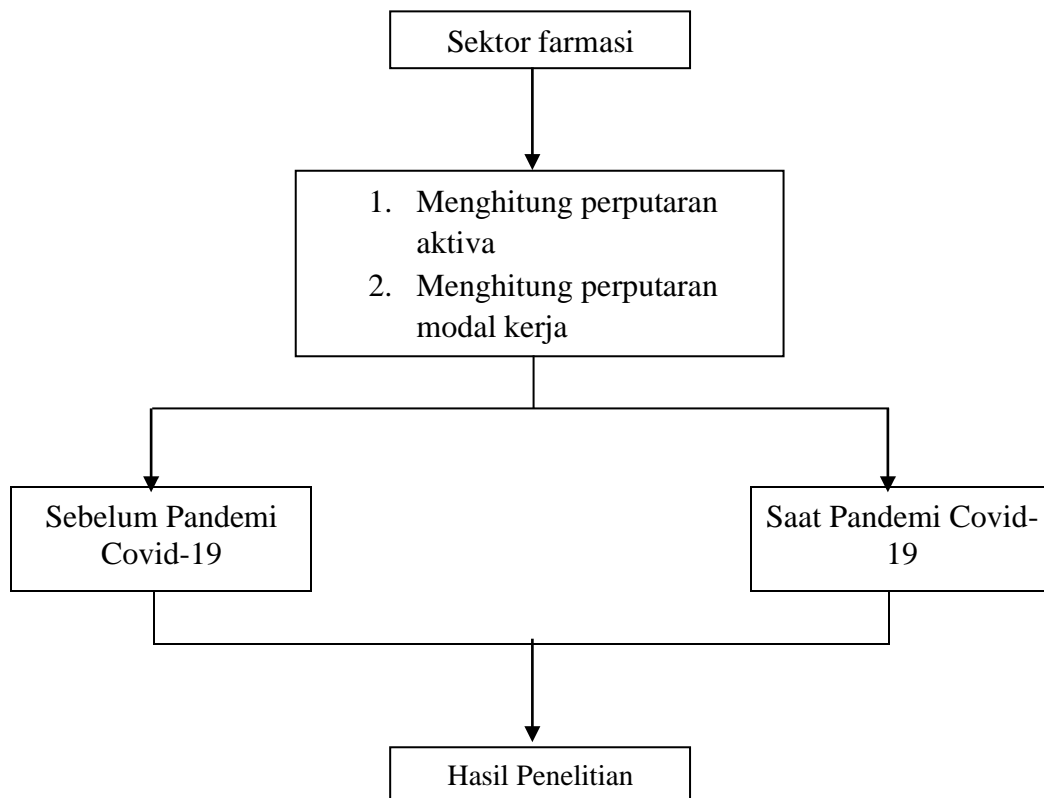 Sektor farmasi
1. Menghitung perputaran
aktiva
2. Menghitung perputaran
modal kerja
Sebelum Pandemi
Covid-19
Saat Pandemi Covid-
19
Hasil Penelitian